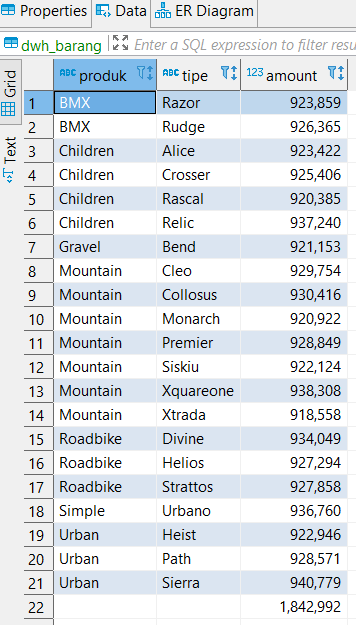 Properties Data ER Diagram
dwh_barang Enter a SQL expression to filter resu
Grid
Text
ABC produk ABC tipe 123 amount
1 BMX Razor 923,859
2 BMX Rudge 926,365
3 Children Alice 923,422
4 Children Crosser 925,406
5 Children Rascal 920,385
6 Children Relic 937,240
7 Gravel Bend 921,153
8 Mountain Cleo 929,754
9 Mountain Collosus 930,416
10 Mountain Monarch 920,922
11 Mountain Premier 928,849
12 Mountain Siskiu 922,124
13 Mountain Xquareone 938,308
14 Mountain Xtrada 918,558
15 Roadbike Divine 934,049
16 Roadbike Helios 927,294
17 Roadbike Strattos 927,858
18 Simple Urbano 936,760
19 Urban Heist 922,946
20 Urban Path 928,571
21 Urban Sierra 940,779
22 1,842,992